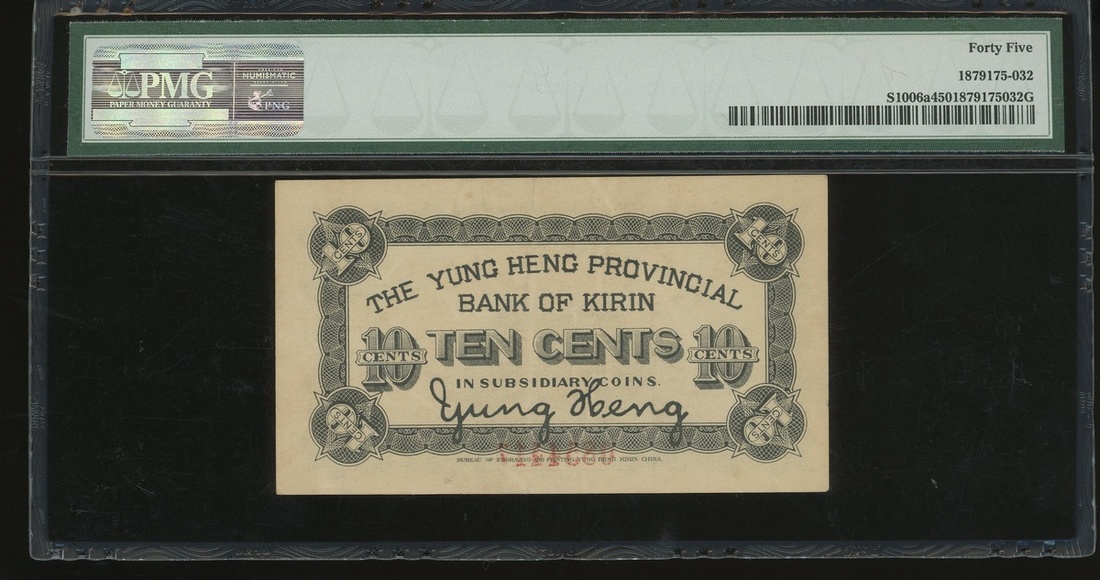 PMG
PAPER MONEY GUARANTY
NUMISMATIC
PNG
Forty Five
1879175-032
S1006a4501879175032G
THE YUNG HENG PROVINCIAL
BANK OF KIRIN
10 CENTS
TEN CENTS
10 CENTS
IN SUBSIDIARY COINS.
Yung Heng
10 CENTS
10 CENTS
10 CENTS
10 CENTS
BUREAU OF ENGRAVING AND PRINTING YUNG HENG KIRIN CHINA